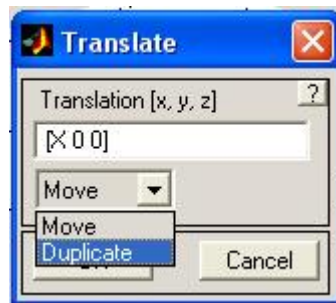 Translate
Translation [x, y, z]
?
[X 0 0]
Move
Move
Duplicate
Cancel